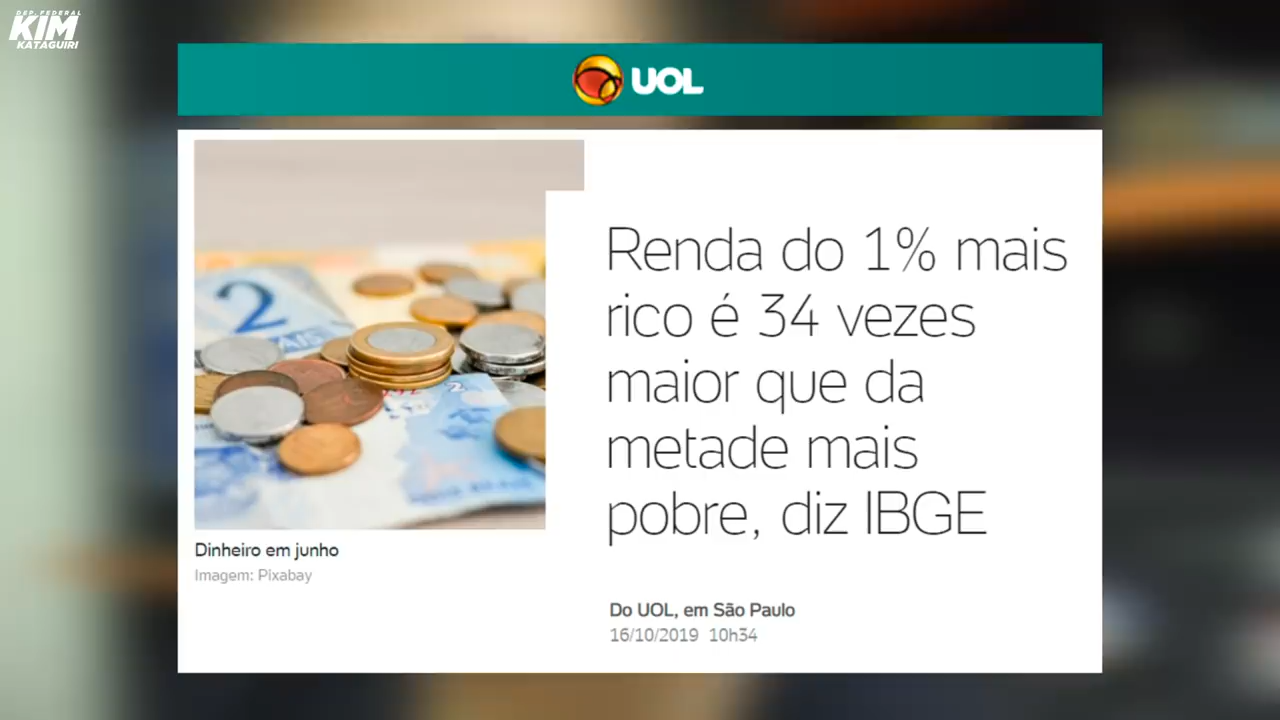 DEP. FEDERAL
KIM
KATAGUIRI
UOL
2
Renda do 1% mais
rico é 34 vezes
maior que da
metade mais
pobre, diz IBGE
Dinheiro em junho
Imagem: Pixabay
Do UOL, em São Paulo
16/10/2019 10h34